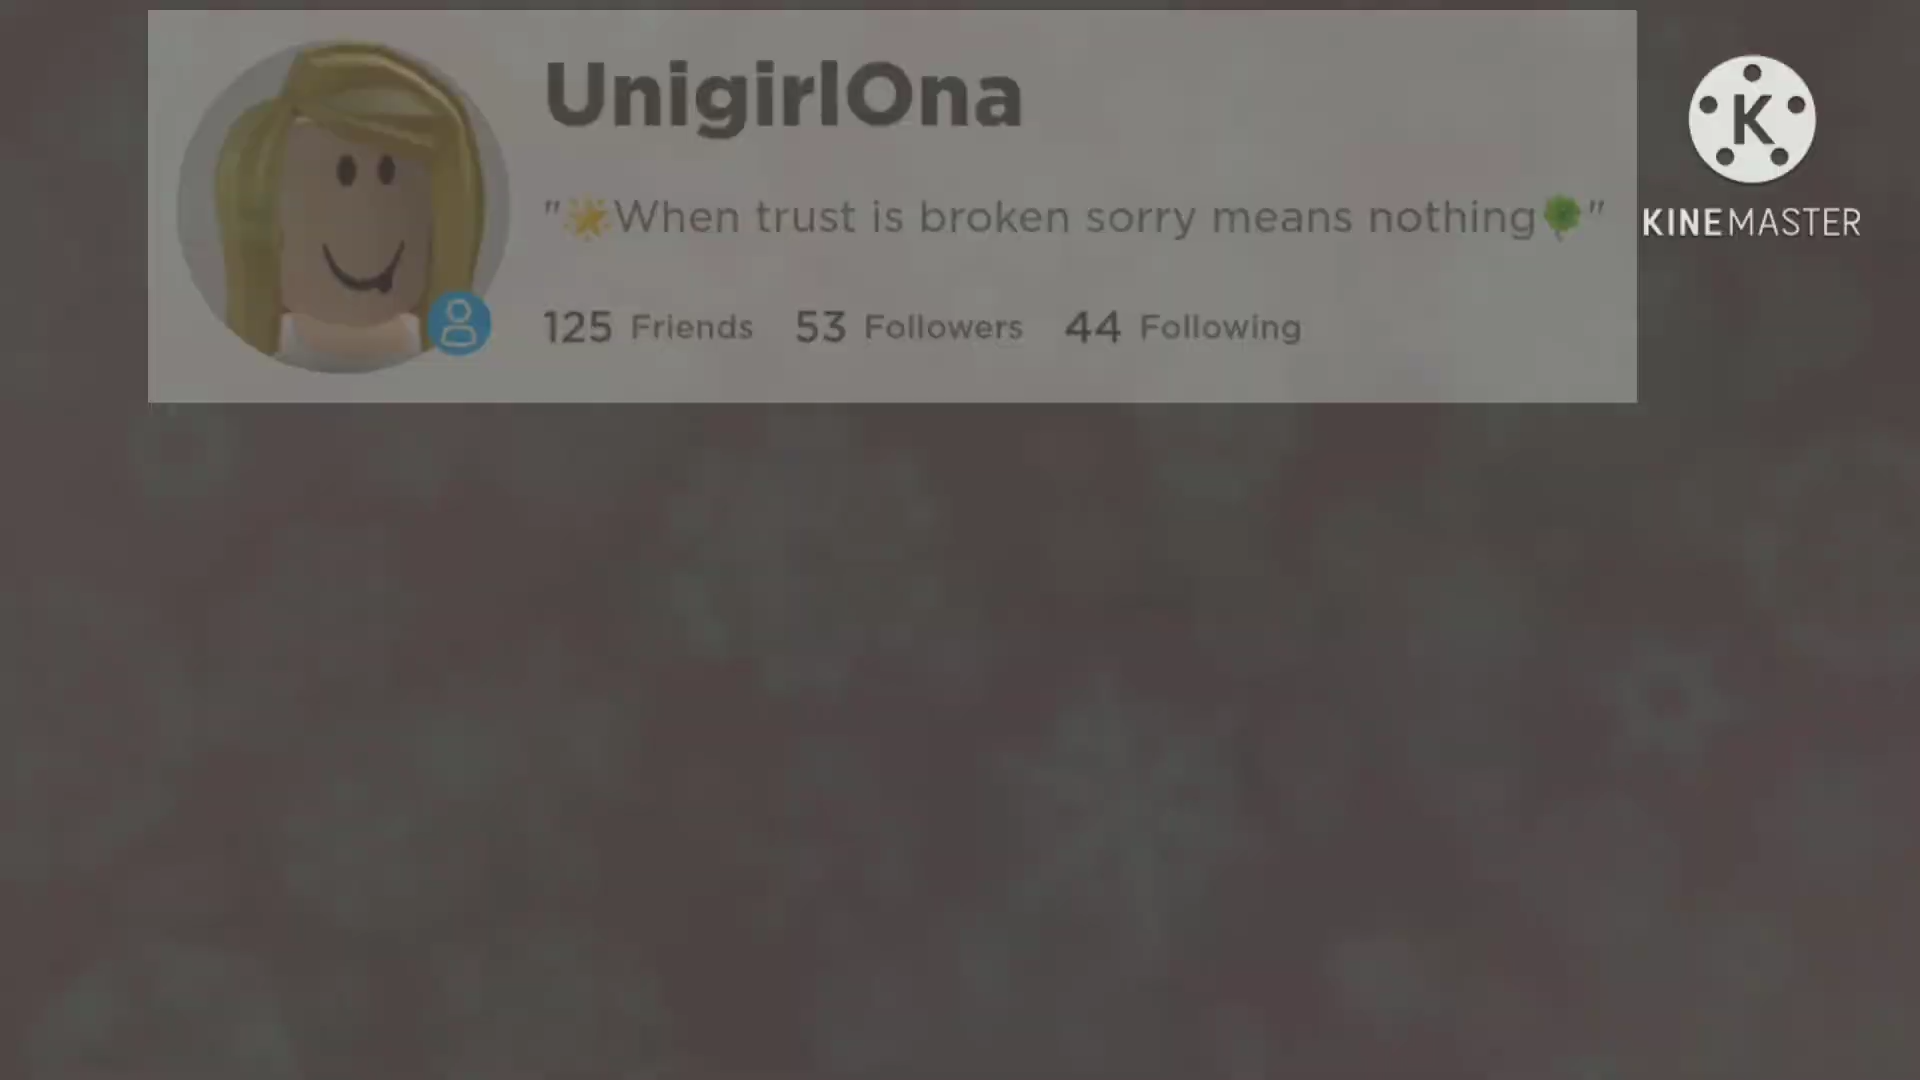 UnigirlOna
"🌟When trust is broken sorry means nothing🍀"
125 Friends 53 Followers 44 Following
K
KINEMASTER